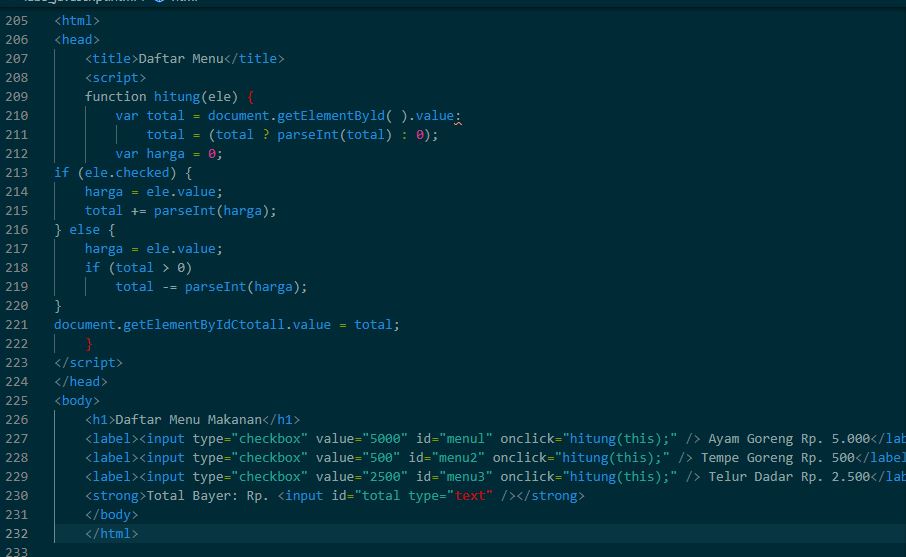 205 <html>
206 <head>
207 <title>Daftar Menu</title>
208 <script>
209 function hitung(ele) {
210 var total = document.getElementByld( ).value;
211 total = (total ? parseInt(total) : 0);
212 var harga = 0;
213 if (ele.checked) {
214 harga = ele.value;
215 total += parseInt(harga);
216 } else {
217 harga = ele.value;
218 if (total > 0)
219 total -= parseInt(harga);
220 }
221 document.getElementByIdCtotall.value = total;
222 }
223 </script>
224 </head>
225 <body>
226 <h1>Daftar Menu Makanan</h1>
227 <label><input type="checkbox" value="5000" id="menul" onclick="hitung(this);" /> Ayam Goreng Rp. 5.000</lab
228 <label><input type="checkbox" value="500" id="menu2" onclick="hitung(this);" /> Tempe Goreng Rp. 500</label
229 <label><input type="checkbox" value="2500" id="menu3" onclick="hitung(this);" /> Telur Dadar Rp. 2.500</lab
230 <strong>Total Bayer: Rp. <input id="total type="text" /></strong>
231 </body>
232 </html>
233